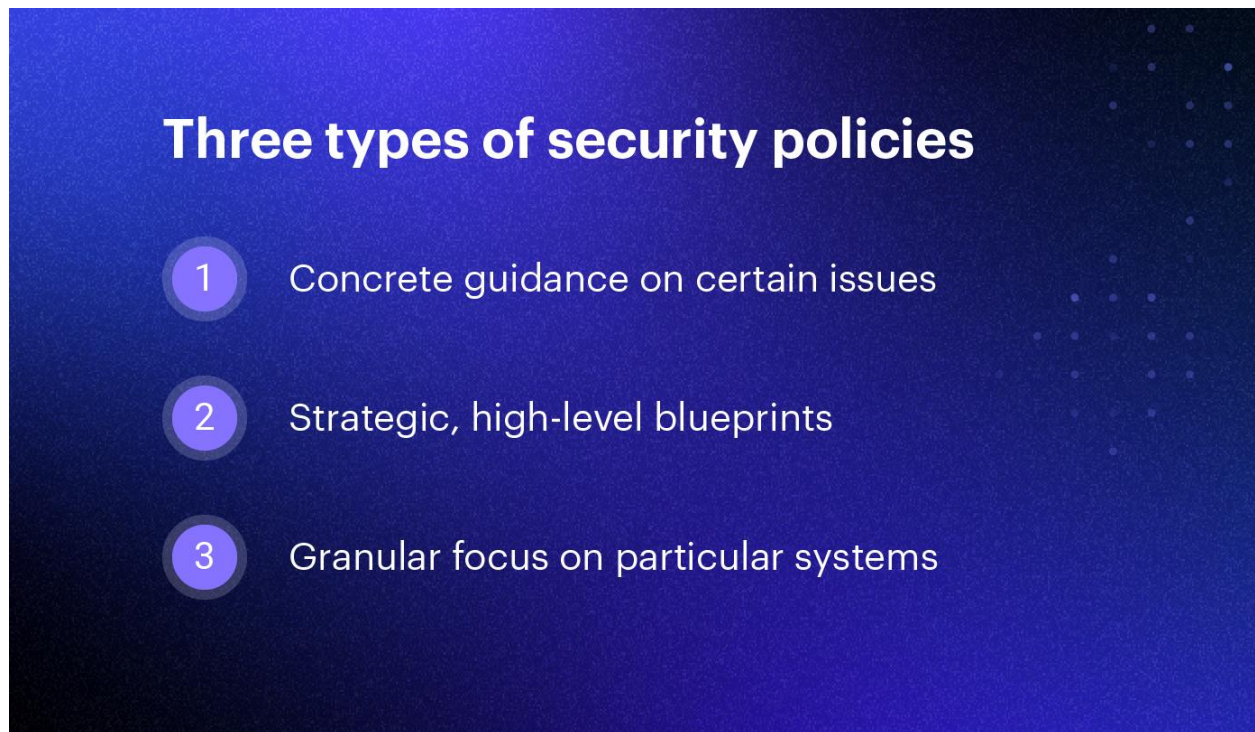 Three types of security policies
1 Concrete guidance on certain issues
2 Strategic, high-level blueprints
3 Granular focus on particular systems